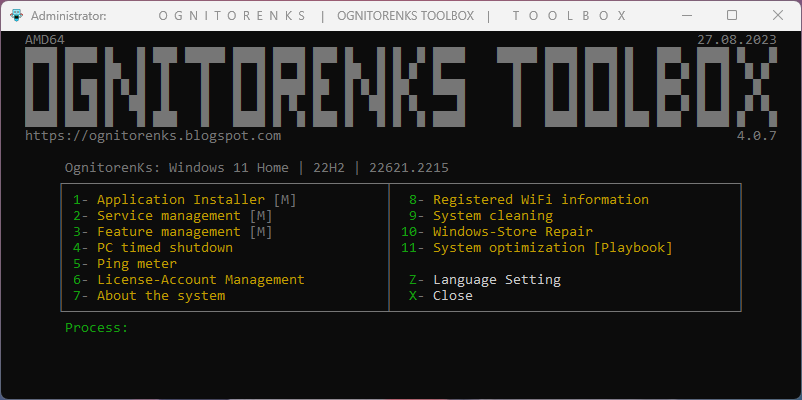 Administrator: O G N I T O R E N K S | OGNITORENKS TOOLBOX | T O O L B O X
AMD64 27.08.2023
OGNITORENKS TOOLBOX
https://ognitorenks.blogspot.com 4.0.7
OgnitorenKs: Windows 11 Home | 22H2 | 22621.2215
1- Application Installer [M]
2- Service management [M]
3- Feature management [M]
4- PC timed shutdown
5- Ping meter
6- License-Account Management
7- About the system
8- Registered WiFi information
9- System cleaning
10- Windows-Store Repair
11- System optimization [Playbook]
Z- Language Setting
X- Close
Process: